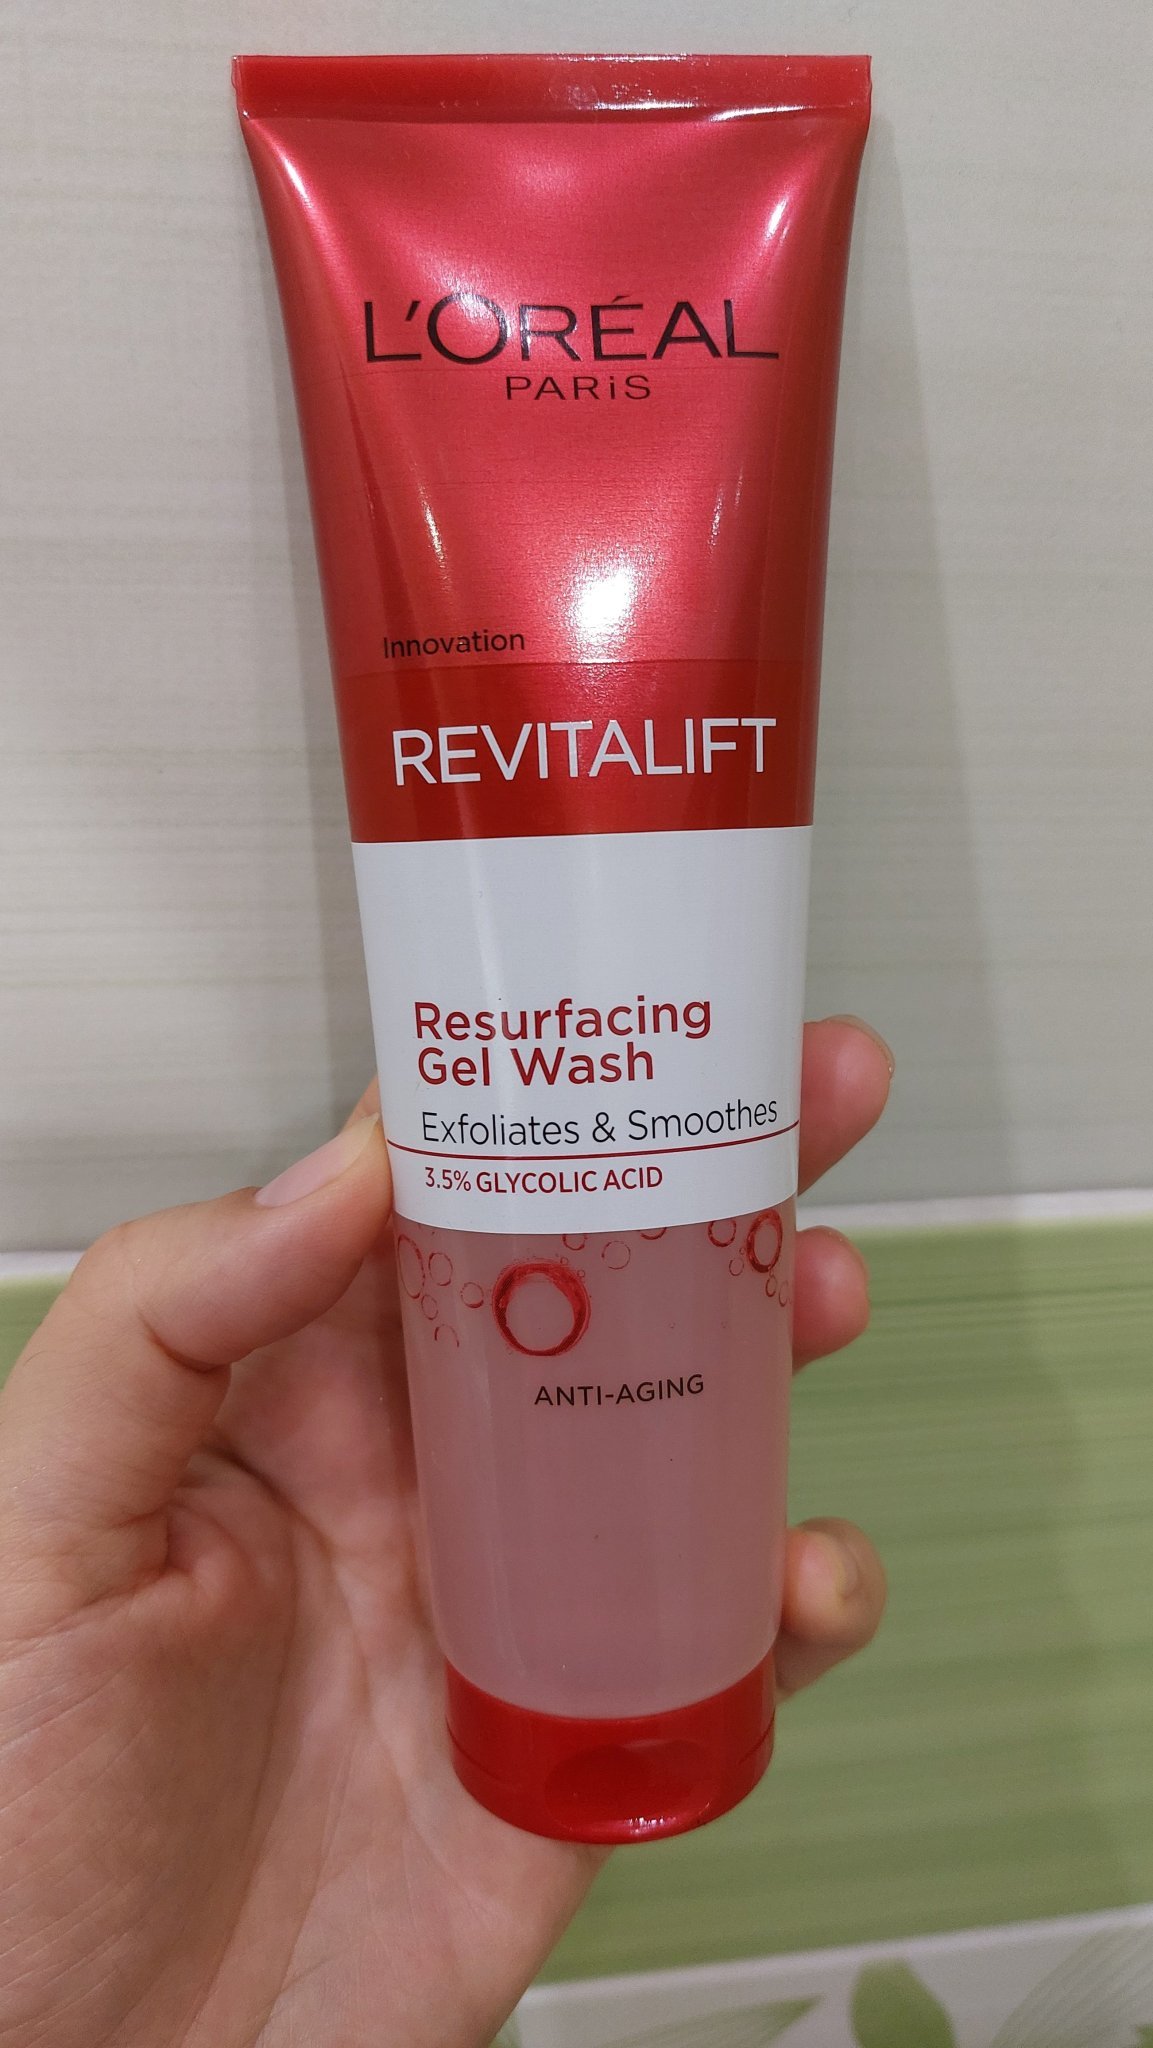 L'ORÉAL
PARiS
Innovation
REVITALIFT
Resurfacing
Gel Wash
Exfoliates & Smoothes
3.5% GLYCOLIC ACID
ANTI-AGING